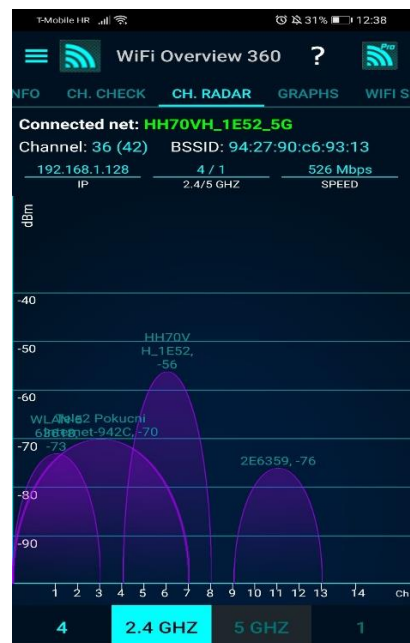 T-Mobile HR 31% 12:38
WiFi Overview 360 ? Pro
NFO CH. CHECK CH. RADAR GRAPHS WIFI S
Connected net: HH70VH_1E52_5G
Channel: 36 (42) BSSID: 94:27:90:c6:93:13
192.168.1.128 4 / 1 526 Mbps
IP 2.4/5 GHZ SPEED
dBm
-40
-50
HH70V
H_1E52,
-56
-60
Tele2 Pokucni
Internet-942C, -70
-70
-73
2E6359, -76
-80
-90
1 2 3 4 5 6 7 8 9 10 11 12 13 14 Ch
4 2.4 GHZ 5 GHZ 1